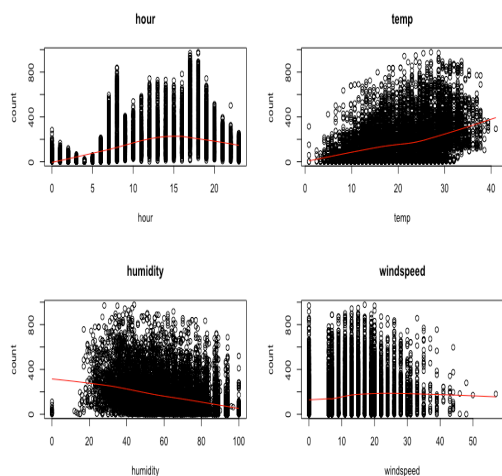 hour
count
0 400 800
0 5 10 15 20
hour
temp
count
0 400 800
0 10 20 30 40
temp
humidity
count
0 400 800
0 20 40 60 80 100
humidity
windspeed
count
0 400 800
0 10 20 30 40 50
windspeed